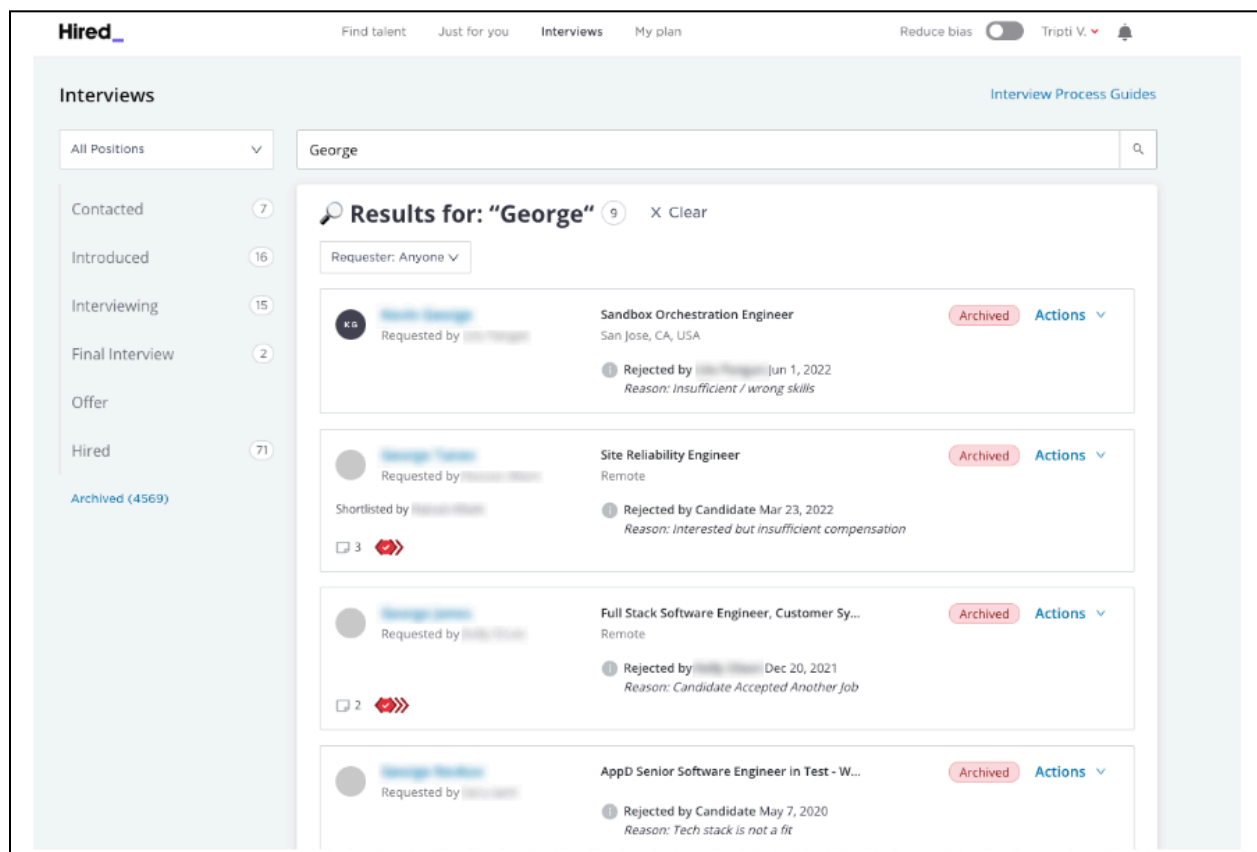 Hired_
Find talent Just for you Interviews My plan Reduce bias Tripti V.
Interviews
Interview Process Guides
All Positions
George
Contacted 7
Introduced 16
Interviewing 15
Final Interview 2
Offer
Hired 71
Archived (4569)
Results for: “George“ 9 X Clear
Requester: Anyone
KG
Requested by
Sandbox Orchestration Engineer
San Jose, CA, USA
Rejected by Jun 1, 2022
Reason: Insufficient / wrong skills
Archived Actions
Requested by
Shortlisted by
3
Site Reliability Engineer
Remote
Rejected by Candidate Mar 23, 2022
Reason: Interested but insufficient compensation
Archived Actions
Requested by
2
Full Stack Software Engineer, Customer Sy...
Remote
Rejected by Dec 20, 2021
Reason: Candidate Accepted Another Job
Archived Actions
Requested by
AppD Senior Software Engineer in Test - W...
Rejected by Candidate May 7, 2020
Reason: Tech stack is not a fit
Archived Actions